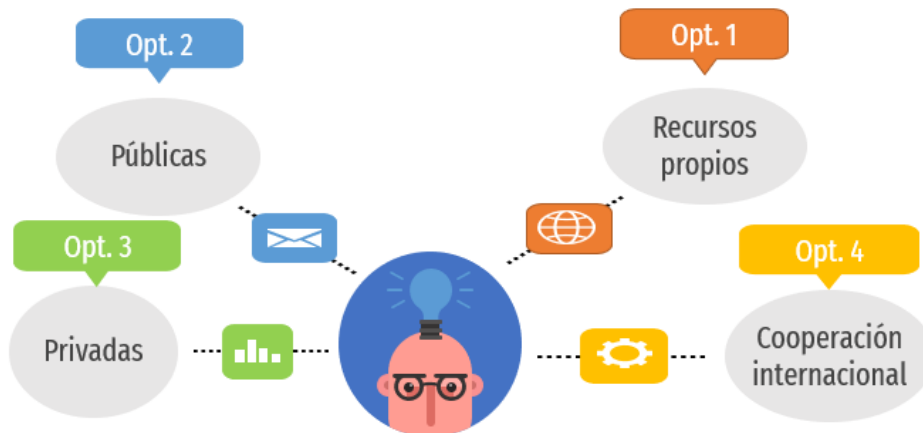 Opt. 2
Opt. 1
Públicas
Recursos
propios
Opt. 3
Opt. 4
Privadas
Cooperación
internacional